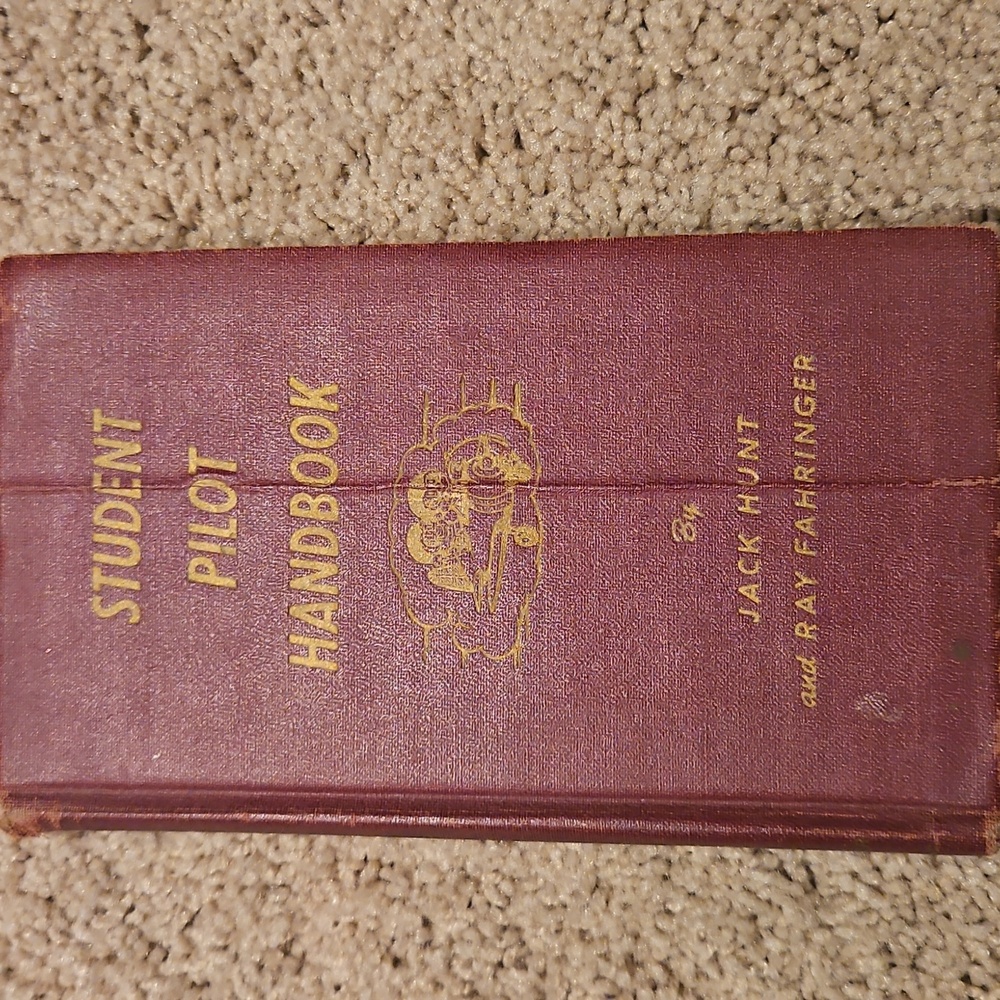 STUDENT
PILOT
HANDBOOK
By
JACK HUNT
and RAY FAHRINGER